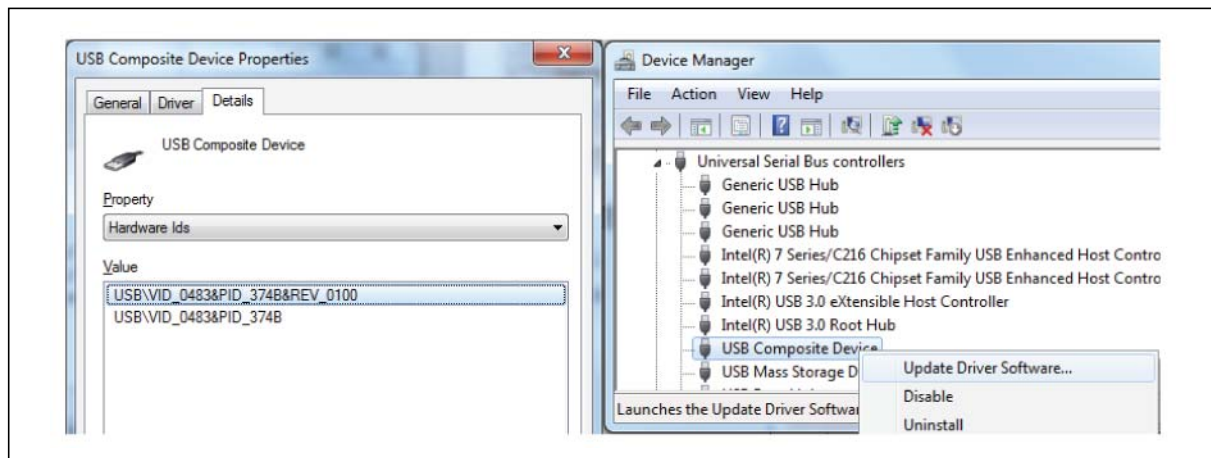 USB Composite Device Properties
General Driver Details
USB Composite Device
Property
Hardware Ids
Value
USB\VID_0483&PID_374B&REV_0100
USB\VID_0483&PID_374B
Device Manager
File Action View Help
Universal Serial Bus controllers
Generic USB Hub
Generic USB Hub
Generic USB Hub
Intel(R) 7 Series/C216 Chipset Family USB Enhanced Host Contro
Intel(R) 7 Series/C216 Chipset Family USB Enhanced Host Contro
Intel(R) USB 3.0 eXtensible Host Controller
Intel(R) USB 3.0 Root Hub
USB Composite Device
USB Mass Storage D
Launches the Update Driver Softwar
Update Driver Software...
Disable
Uninstall